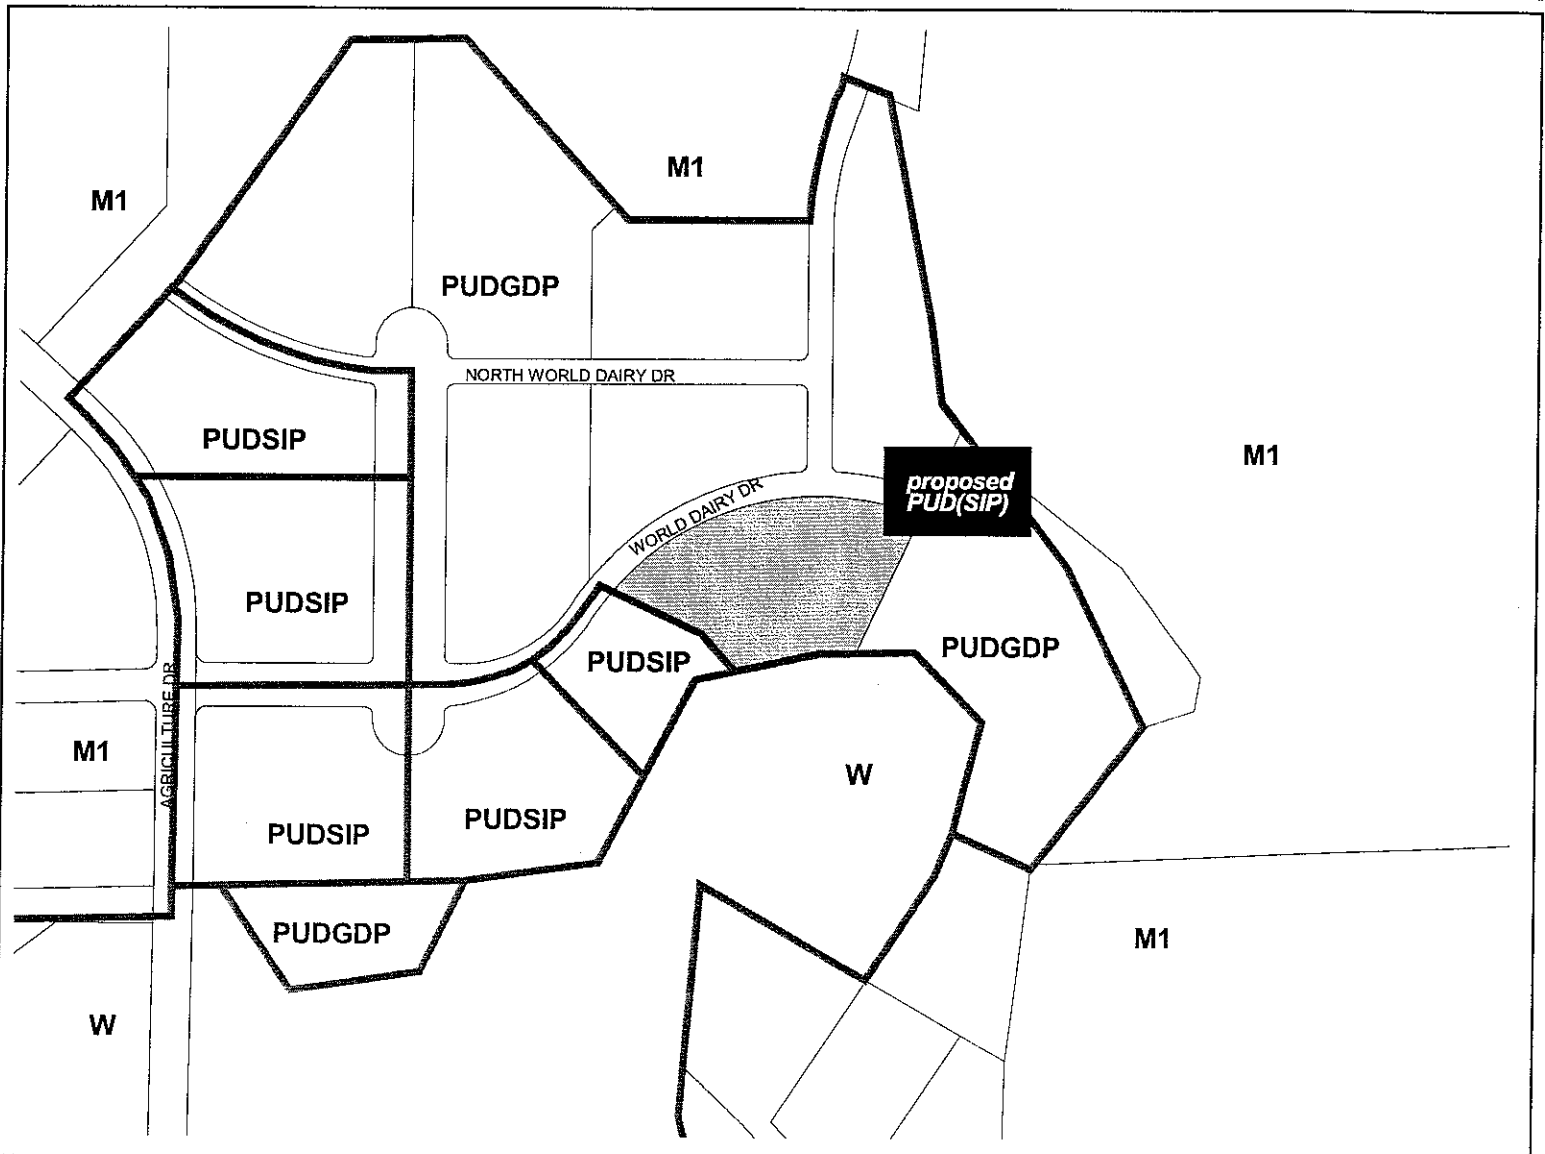 M1
M1
PUDGDP
NORTH WORLD DAIRY DR
PUDSIP
M1
proposed
PUD(SIP)
WORLD DAIRY DR
PUDSIP
PUDGDP
PUDSIP
AGRICULTURE DR
M1
W
PUDSIP
PUDSIP
PUDGDP
M1
W